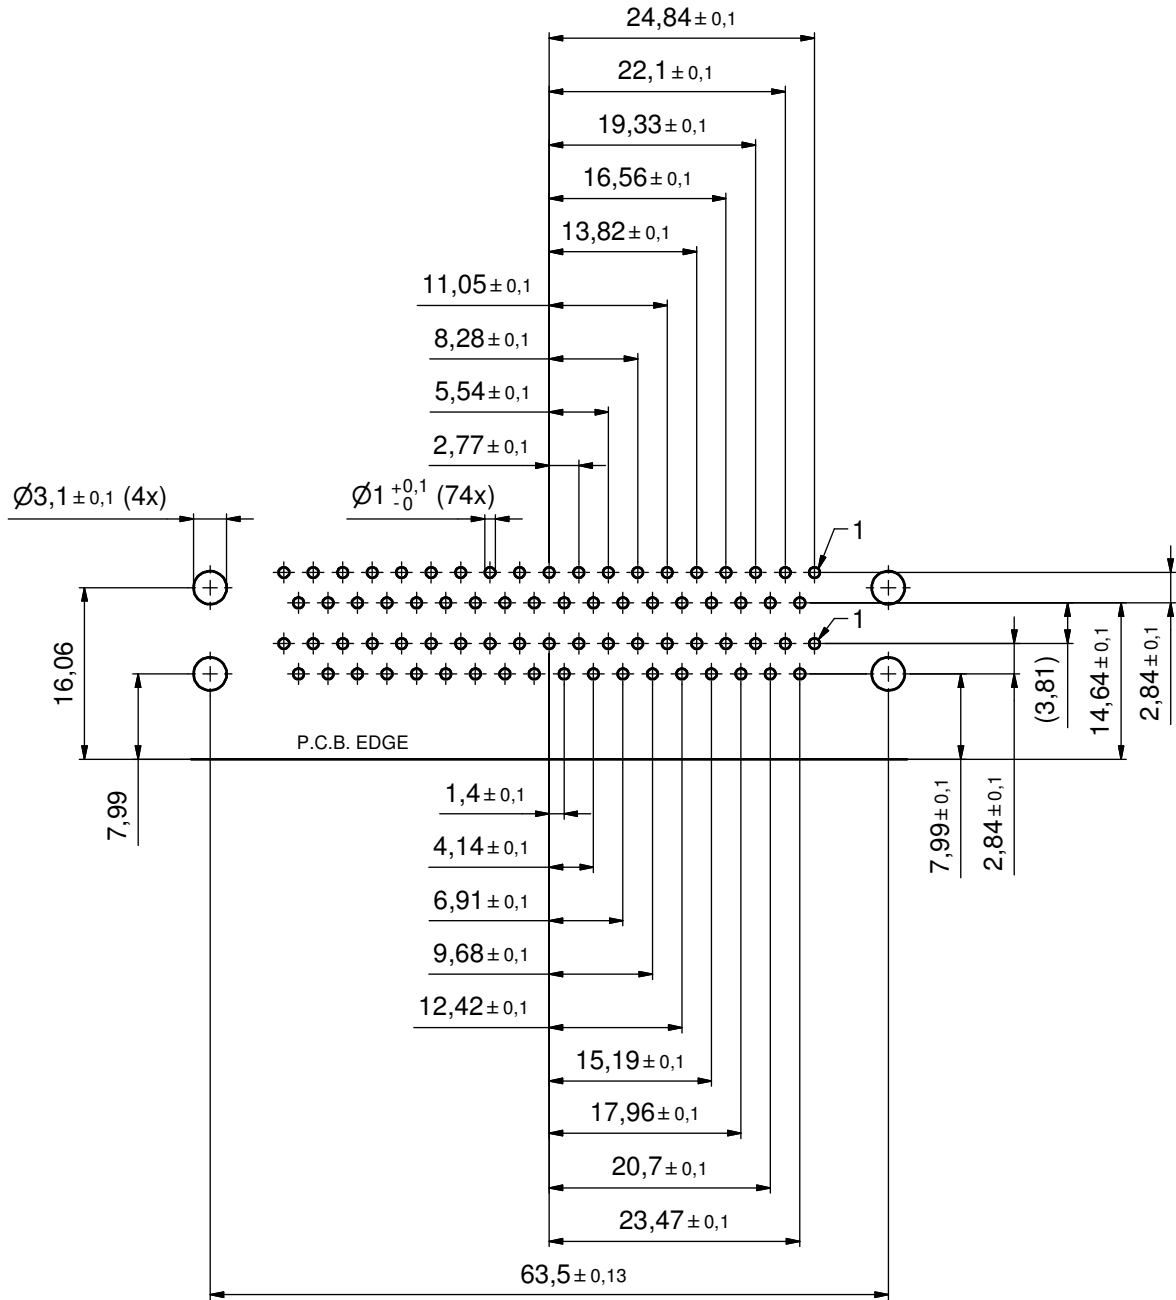 24,84 ± 0,1
22,1 ± 0,1
19,33 ± 0,1
16,56 ± 0,1
13,82 ± 0,1
11,05 ± 0,1
8,28 ± 0,1
5,54 ± 0,1
2,77 ± 0,1
Ø3,1 ± 0,1 (4x)
Ø1 +0,1 -0 (74x)
1
1
16,06
7,99
P.C.B. EDGE
(3,81)
14,64 ± 0,1
2,84 ± 0,1
7,99 ± 0,1
2,84 ± 0,1
1,4 ± 0,1
4,14 ± 0,1
6,91 ± 0,1
9,68 ± 0,1
12,42 ± 0,1
15,19 ± 0,1
17,96 ± 0,1
20,7 ± 0,1
23,47 ± 0,1
63,5 ± 0,13